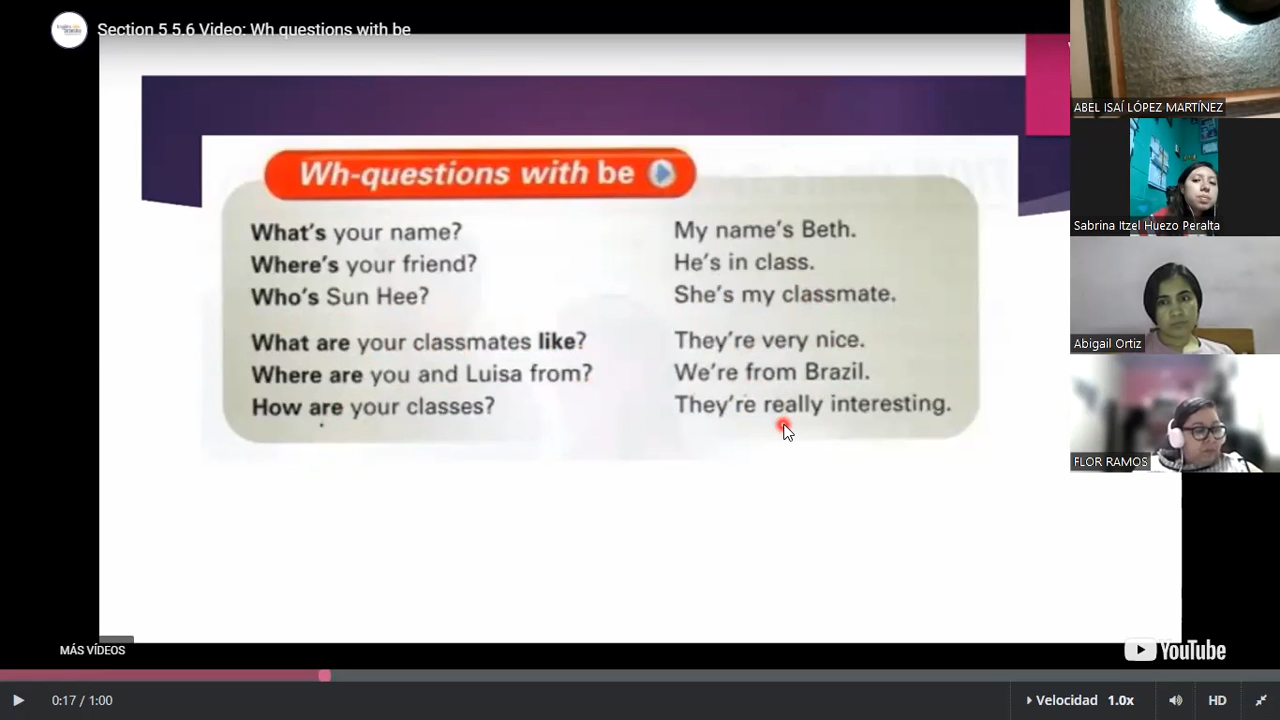 Section 5 5.6 Video: Wh questions with be
ABEL ISAÍ LÓPEZ MARTÍNEZ
Wh-questions with be
What's your name? My name's Beth.
Where's your friend? He's in class.
Who's Sun Hee? She's my classmate.
What are your classmates like? They're very nice.
Where are you and Luisa from? We're from Brazil.
How are your classes? They're really interesting.
Sabrina Itzel Huezo Peralta
Abigail Ortiz
FLOR RAMOS
MÁS VÍDEOS
YouTube
0:17 / 1:00
Velocidad 1.0x
HD